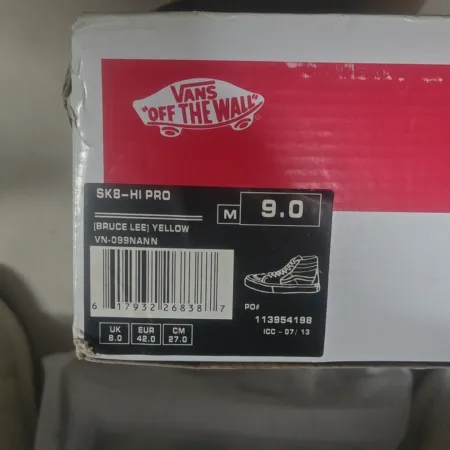 VANS
"OFF THE WALL"
SK8-HI PRO
M 9.0
(BRUCE LEE) YELLOW
VN-099NANN
6 17932 26838 7
PO#
113954198
ICC - 07/ 13
UK EUR CM
8.0 42.0 27.0